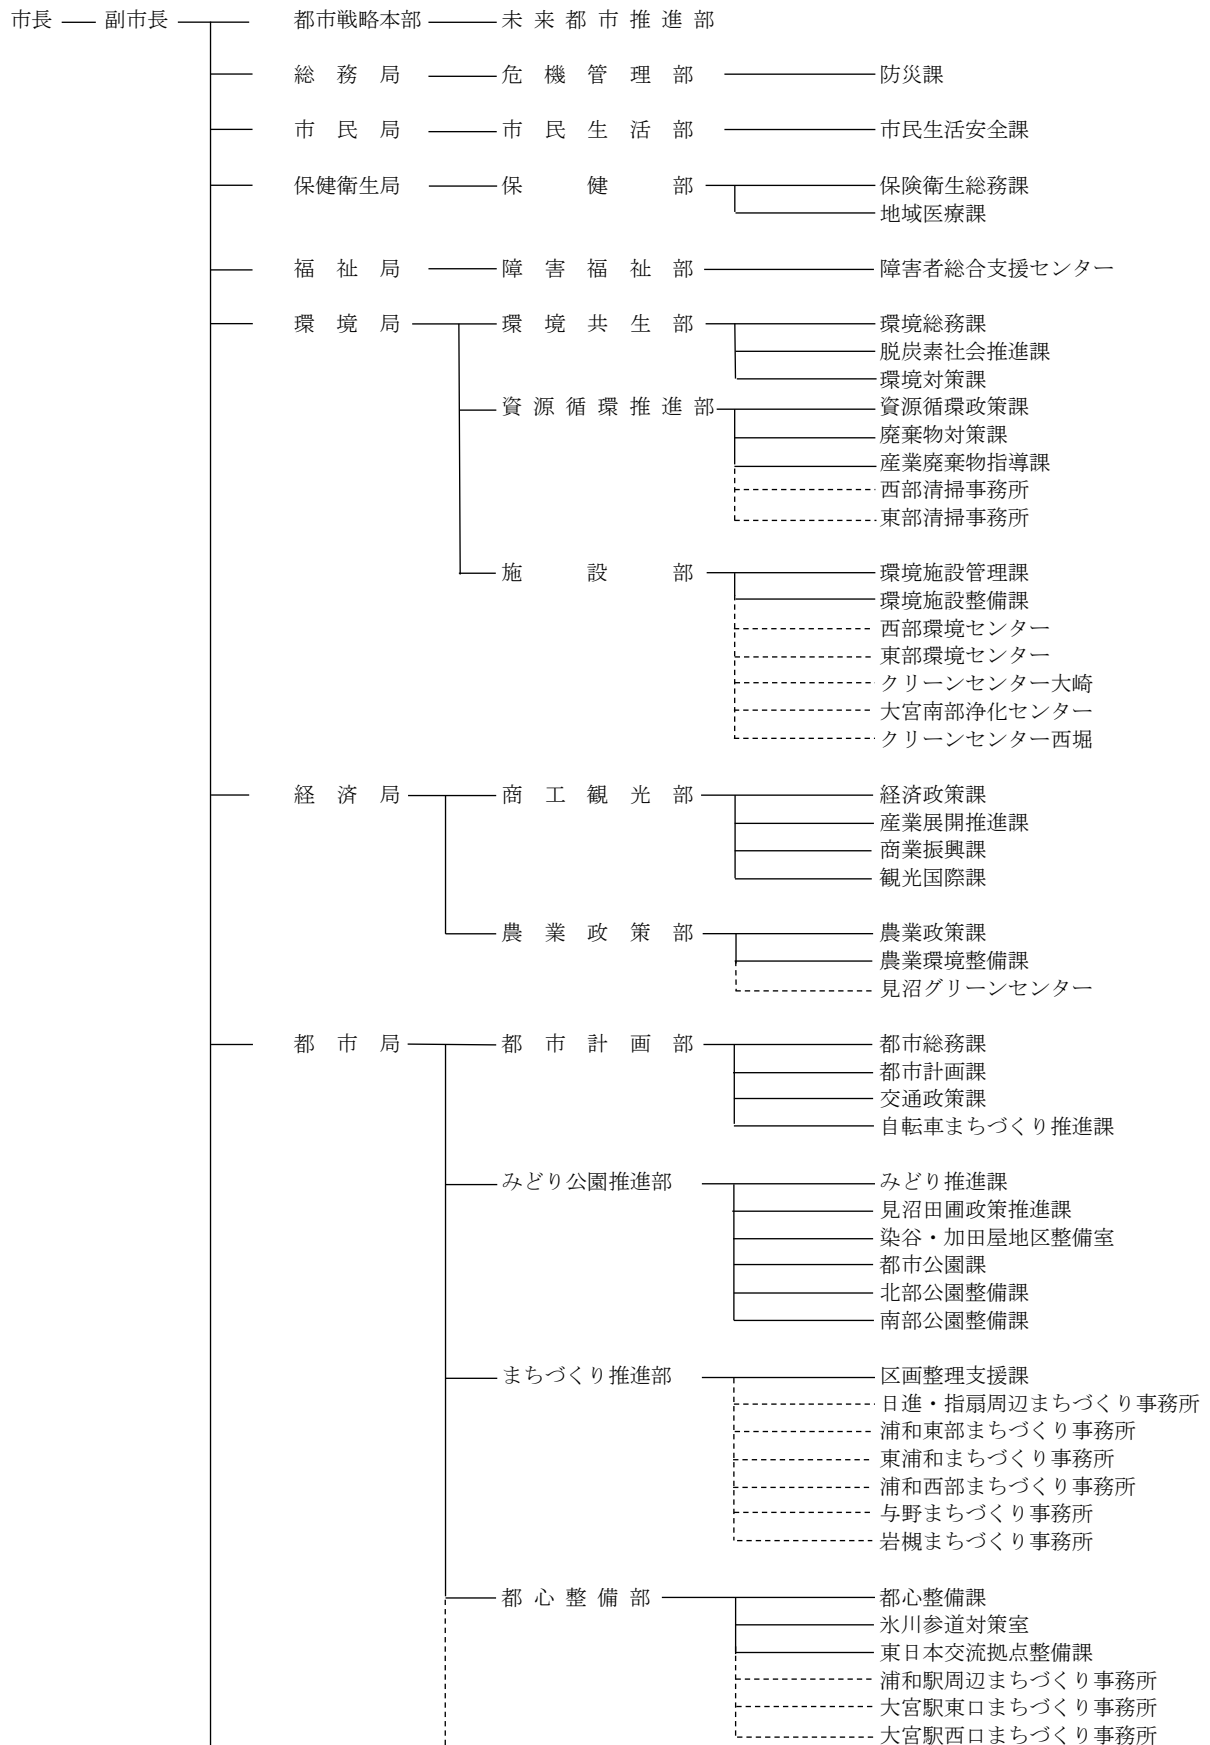 市長 副市長 都市戦略本部 未来都市推進部
総務局 危機管理部 防災課
市民局 市民生活部 市民生活安全課
保健衛生局 保健部 保険衛生総務課
地域医療課
福祉局 障害福祉部 障害者総合支援センター
環境局 環境共生部 環境総務課
脱炭素社会推進課
環境対策課
資源循環推進部 資源循環政策課
廃棄物対策課
産業廃棄物指導課
西部清掃事務所
東部清掃事務所
施設部 環境施設管理課
環境施設整備課
西部環境センター
東部環境センター
クリーンセンター大崎
大宮南部浄化センター
クリーンセンター西堀
経済局 商工観光部 経済政策課
産業展開推進課
商業振興課
観光国際課
農業政策部 農業政策課
農業環境整備課
見沼グリーンセンター
都市局 都市計画部 都市総務課
都市計画課
交通政策課
自転車まちづくり推進課
みどり公園推進部 みどり推進課
見沼田圃政策推進課
染谷・加田屋地区整備室
都市公園課
北部公園整備課
南部公園整備課
まちづくり推進部 区画整理支援課
日進・指扇周辺まちづくり事務所
浦和東部まちづくり事務所
東浦和まちづくり事務所
浦和西部まちづくり事務所
与野まちづくり事務所
岩槻まちづくり事務所
都心整備部 都心整備課
氷川参道対策室
東日本交流拠点整備課
浦和駅周辺まちづくり事務所
大宮駅東口まちづくり事務所
大宮駅西口まちづくり事務所